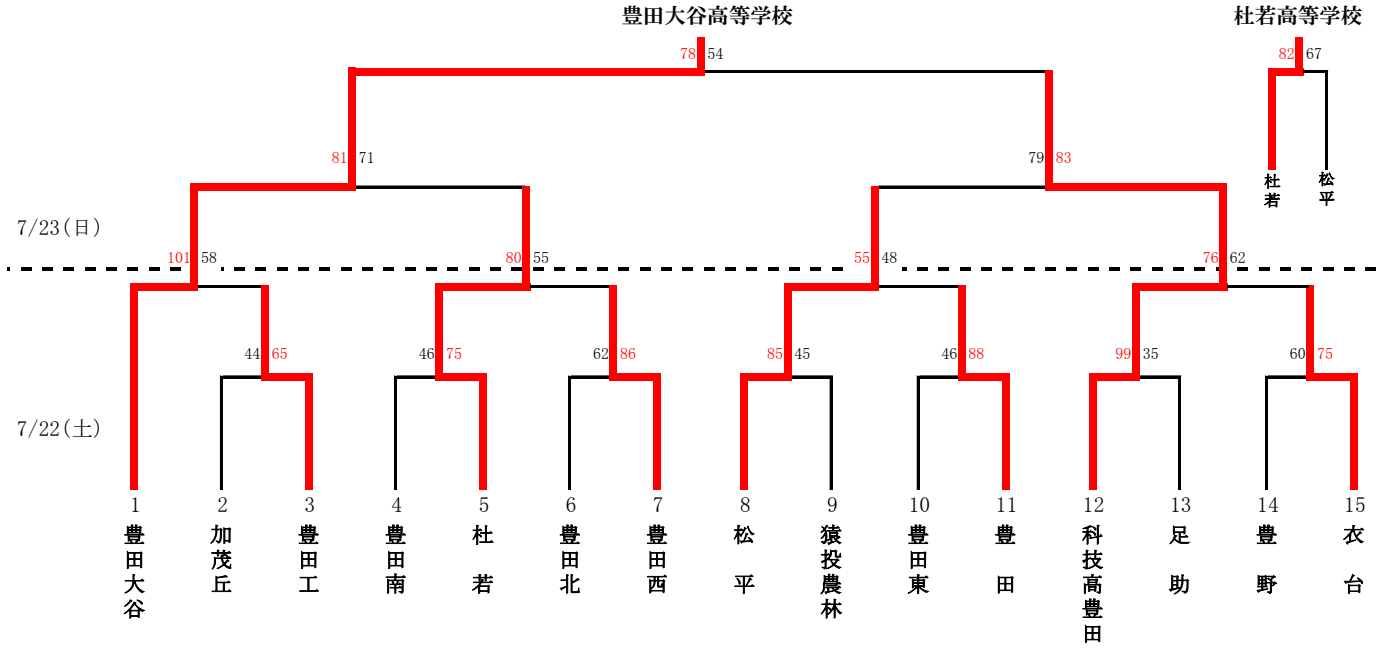 豊田大谷高等学校
杜若高等学校
78 54
82 67
81 71
79 83
杜若
松平
7/23(日)
101 58
80 55
55 48
76 62
44 65
46 75
62 86
85 45
46 88
99 35
60 75
7/22(土)
1 2 3 4 5 6 7 8 9 10 11 12 13 14 15
豊田大谷
加茂丘
豊田工
豊田南
杜若
豊田北
豊田西
松平
猿投農林
豊田東
豊田
科技高豊田
足助
豊野
衣台